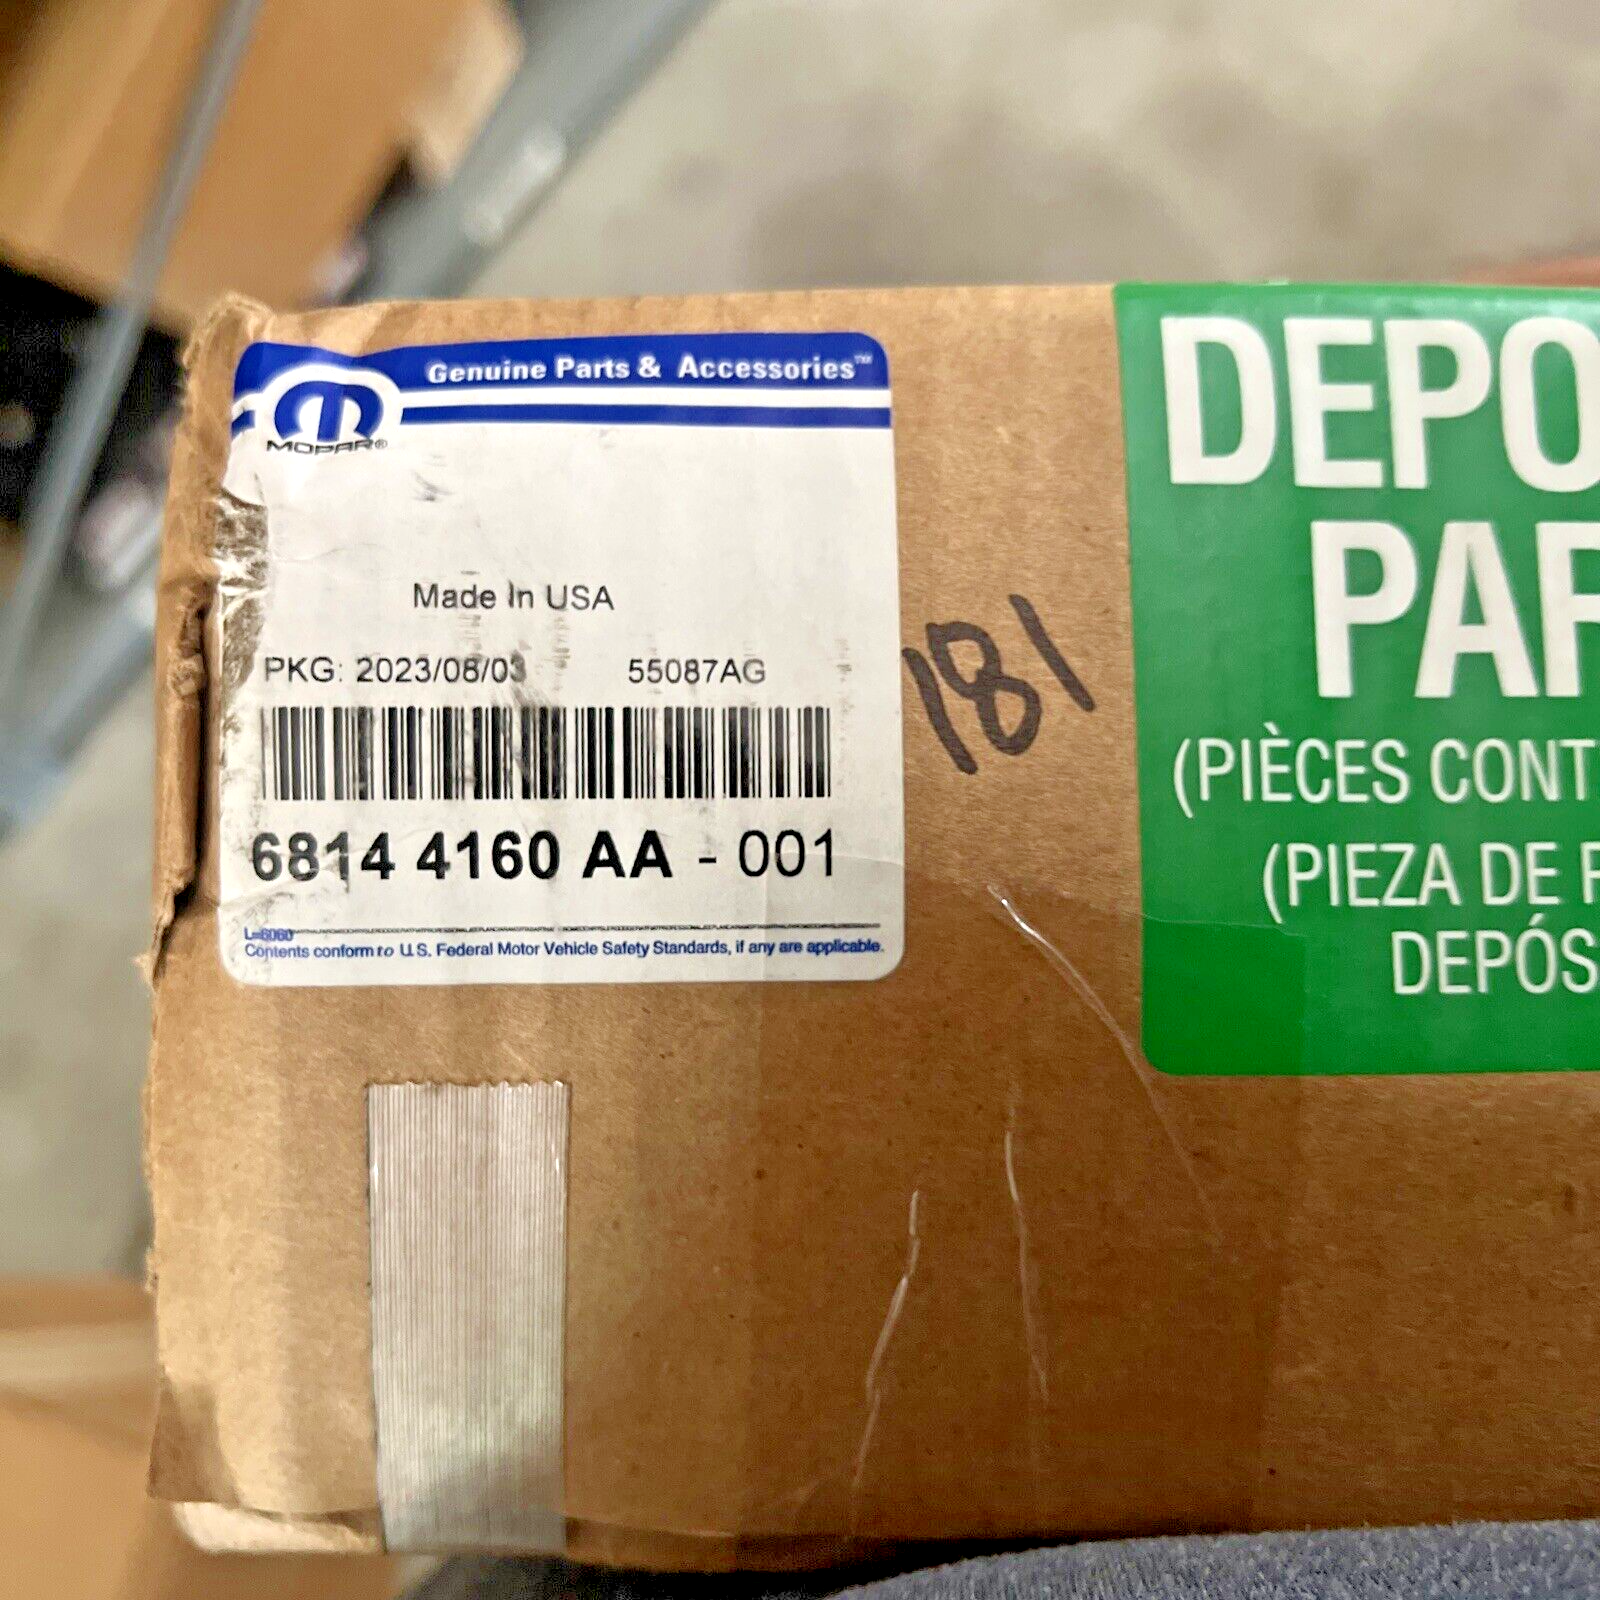 Genuine Parts & Accessories™
MOPAR®
Made In USA
PKG: 2023/08/03 55087AG
6814 4160 AA - 001
L=6060
Contents conform to U.S. Federal Motor Vehicle Safety Standards, if any are applicable.
181
DEPO
PAR
(PIÈCES CONT
(PIEZA DE
DEPÓS